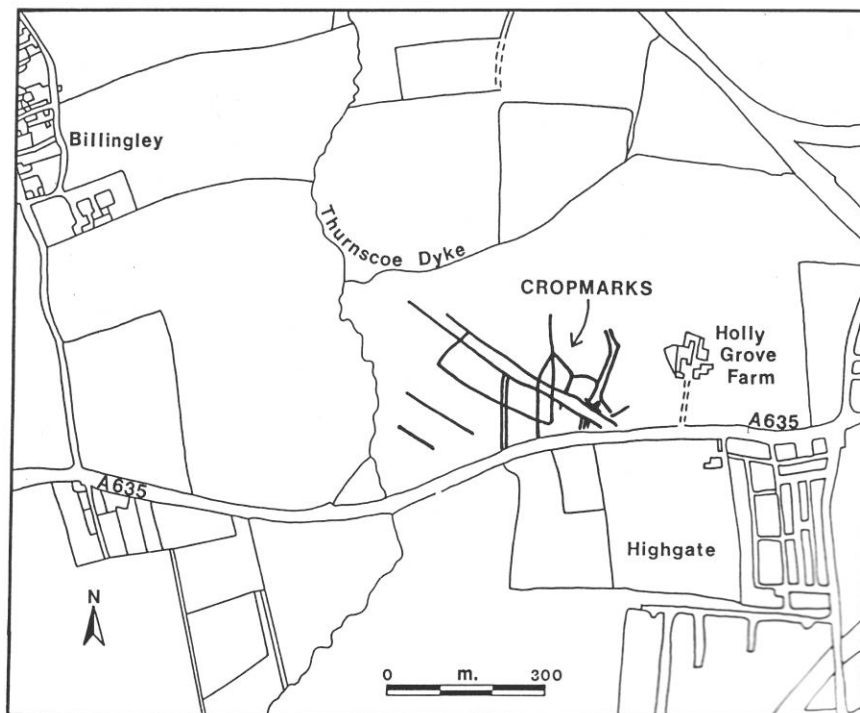 Billingley
Thurnscoe Dyke
CROPMARKS
Holly
Grove
Farm
A635
A635
Highgate
N
0 m. 300